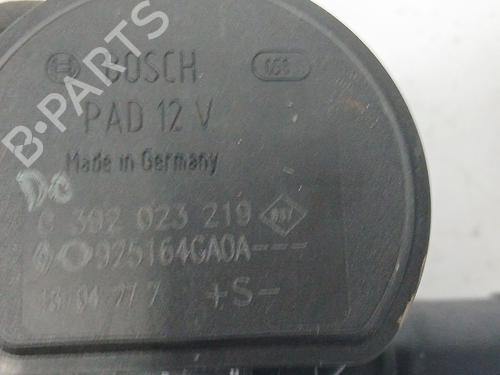 BOSCH
PAD 12 V
Made in Germany
0 392 023 219
925164GA0A---
+S-
B-PARTS